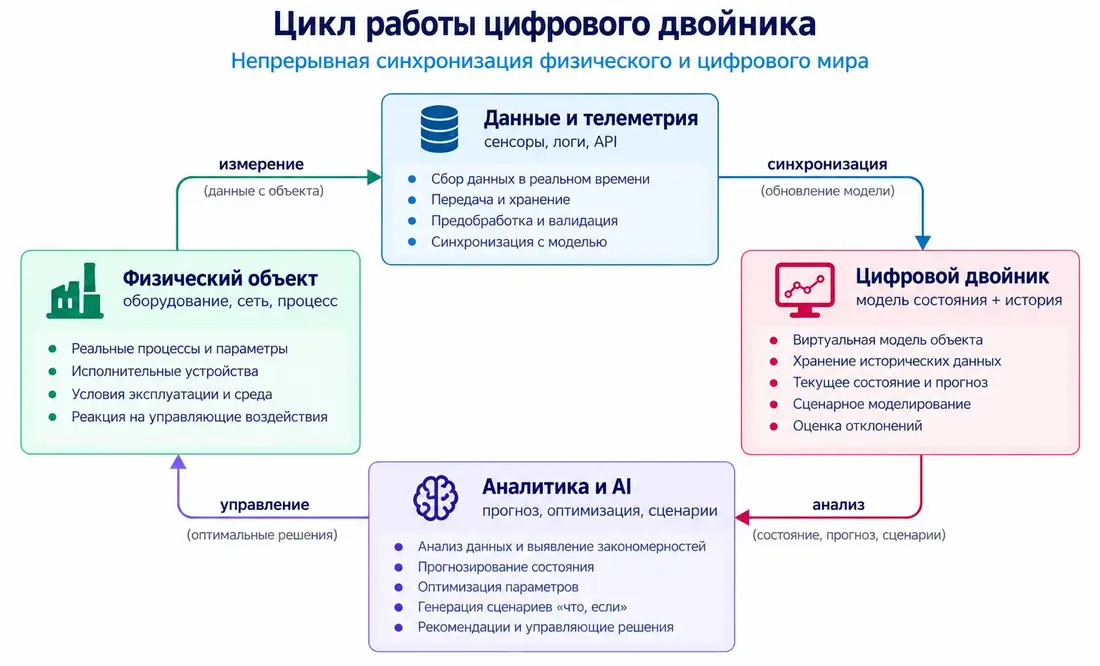 Цикл работы цифрового двойника
Непрерывная синхронизация физического и цифрового мира
Данные и телеметрия
сенсоры, логи, API
Сбор данных в реальном времени
Передача и хранение
Предобработка и валидация
Синхронизация с моделью
измерение
(данные с объекта)
синхронизация
(обновление модели)
Физический объект
оборудование, сеть, процесс
Реальные процессы и параметры
Исполнительные устройства
Условия эксплуатации и среда
Реакция на управляющие воздействия
Цифровой двойник
модель состояния + история
Виртуальная модель объекта
Хранение исторических данных
Текущее состояние и прогноз
Сценарное моделирование
Оценка отклонений
управление
(оптимальные решения)
Аналитика и AI
прогноз, оптимизация, сценарии
Анализ данных и выявление закономерностей
Прогнозирование состояния
Оптимизация параметров
Генерация сценариев «что, если»
Рекомендации и управляющие решения
анализ
(состояние, прогноз, сценарии)